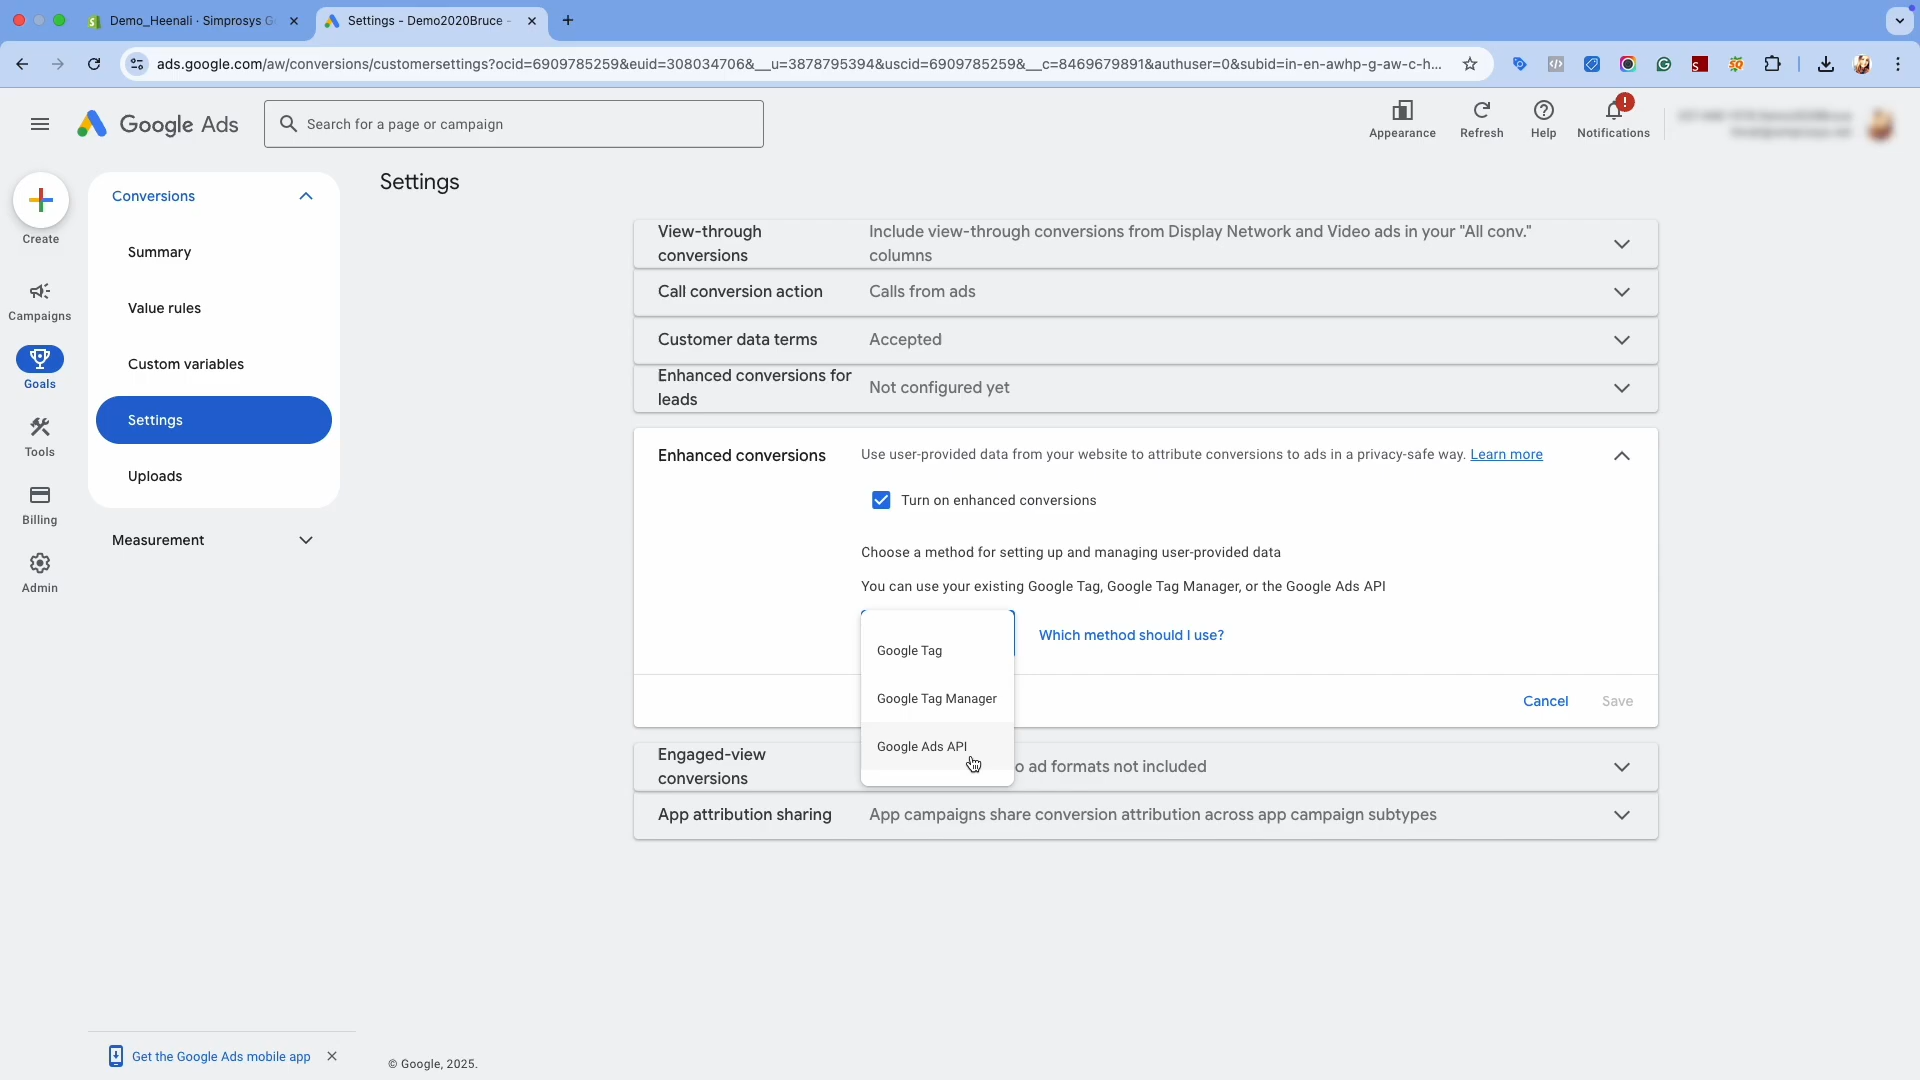 Demo_Heenali · Simprosys G
Settings - Demo2020Bruce -
ads.google.com/aw/conversions/customersettings?ocid=6909785259&euid=308034706&__u=3878795394&uscid=6909785259&__c=8469679891&authuser=0&subid=in-en-awhp-g-aw-c-h...
Google Ads
Search for a page or campaign
Appearance
Refresh
Help
Notifications
Create
Campaigns
Goals
Tools
Billing
Admin
Conversions
Summary
Value rules
Custom variables
Settings
Uploads
Measurement
Settings
View-through
conversions
Include view-through conversions from Display Network and Video ads in your "All conv."
columns
Call conversion action
Calls from ads
Customer data terms
Accepted
Enhanced conversions for
leads
Not configured yet
Enhanced conversions
Use user-provided data from your website to attribute conversions to ads in a privacy-safe way. Learn more
Turn on enhanced conversions
Choose a method for setting up and managing user-provided data
You can use your existing Google Tag, Google Tag Manager, or the Google Ads API
Which method should I use?
Google Tag
Google Tag Manager
Google Ads API
Cancel
Save
Engaged-view
conversions
o ad formats not included
App attribution sharing
App campaigns share conversion attribution across app campaign subtypes
Get the Google Ads mobile app
© Google, 2025.